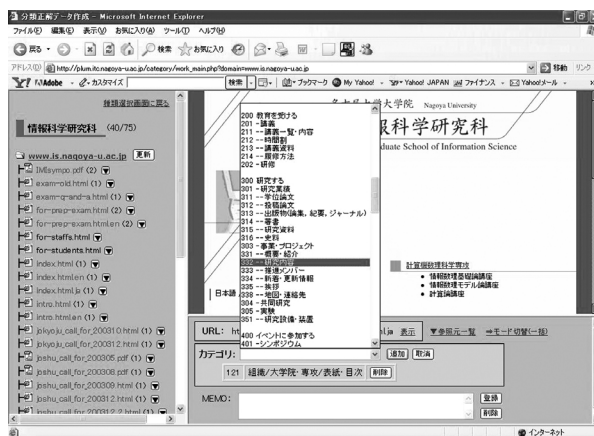 分類正解データ作成 - Microsoft Internet Explorer
ファイル(F) 編集(E) 表示(V) お気に入り(A) ツール(T) ヘルプ(H)
戻る 検索 お気に入り
アドレス(D) http://plum.itc.nagoya-u.ac.jp/category/work_main.php?domain=www.is.nagoya-u.ac.jp 移動 リンク
Y! Adobe カスタマイズ 検索 ブックマーク My Yahoo! Yahoo! JAPAN ファイナンス Yahoo!メール
種類選択画面に戻る
情報科学研究科 (40/75)
www.is.nagoya-u.ac.jp 更新
IMIsympo.pdf (2)
exam-old.html (1)
exam-q-and-a.html (1)
for-prep-exam.html (2)
for-prep-exam.html.en (2)
for-staffs.html
for-students.html
index.html (1)
index.html.en (1)
index.html.ja (1)
intro.html (1)
intro.html.en (1)
jokyoju_call_for_200310.html (1)
jokyoju_call_for_200312.html (1)
joshu_call_for_200305.pdf (1)
joshu_call_for_200308.pdf (1)
joshu_call_for_200309.html (1)
joshu_call_for_200312.html (1)
joshu_call_for_200312_2.html (1)
大学院 Nagoya University
科学研究科
duate School of Information Science
200 教育を受ける
201 -講義
211 --講義一覧・内容
212 --時間割
213 --講義資料
214 --履修方法
202 -研修
300 研究する
301 -研究業績
311 --学位論文
312 --投稿論文
313 --出版物(論集, 紀要, ジャーナル)
314 --著書
315 --研究資料
316 --史料
303 -事業・プロジェクト
331 --概要・紹介
332 --研究内容
333 --推進メンバー
334 --新着・更新情報
335 --挨拶
338 --地図・連絡先
304 -共同研究
305 -実験
351 --研究設備・装置
400 イベントに参加する
401 -シンポジウム
計算機数理科学専攻
情報数理基礎論講座
情報数理モデル論講座
計算論講座
日本語
URL: ht l.ja 表示 ▼参照元一覧 ⇒モード切替(一括)
カテゴリ: 追加 取消
121 組織/大学院・専攻/表紙・目次 削除
MEMO: 登録
削除
インターネット